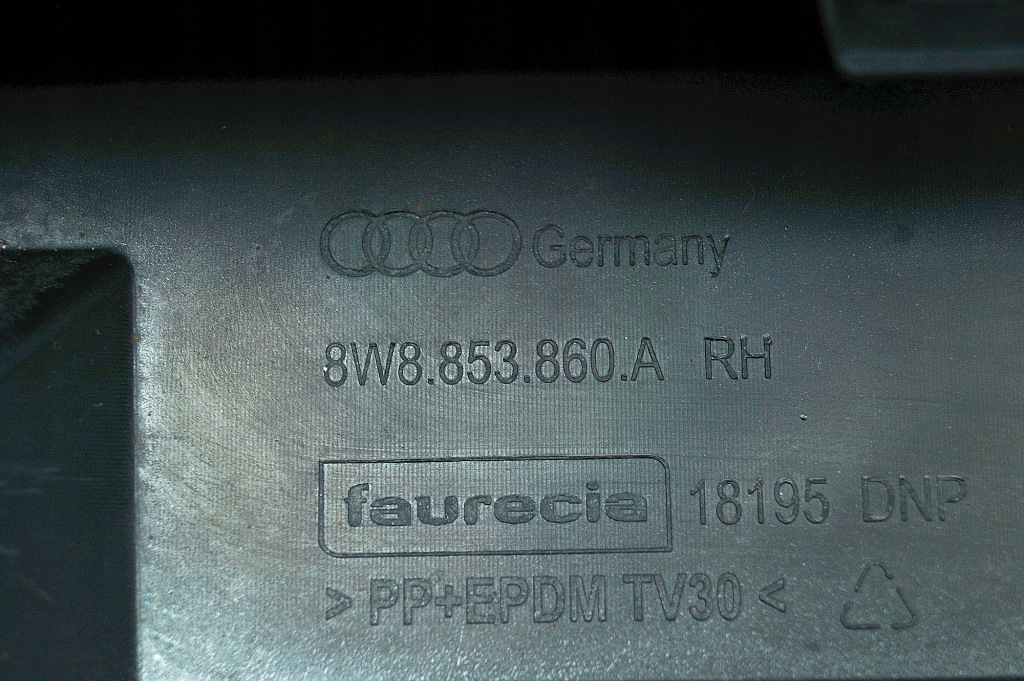 Germany
8W8.853.860.A RH
faurecia 18195 DNP
>PP+EPDM TV30<